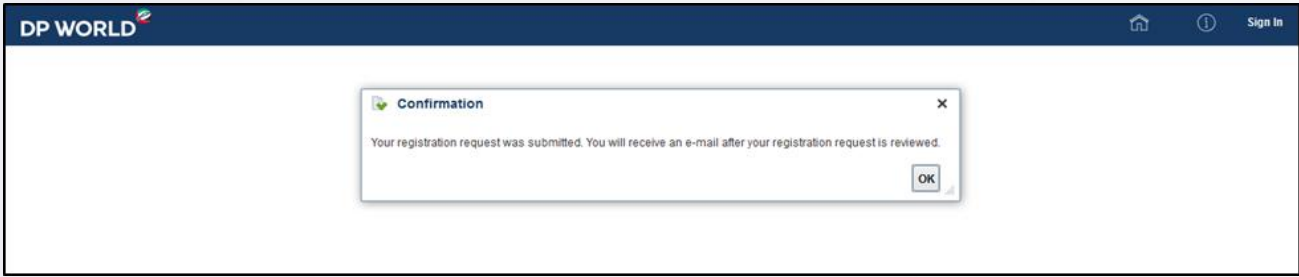 DP WORLD
Sign In
Confirmation
Your registration request was submitted. You will receive an e-mail after your registration request is reviewed.
OK